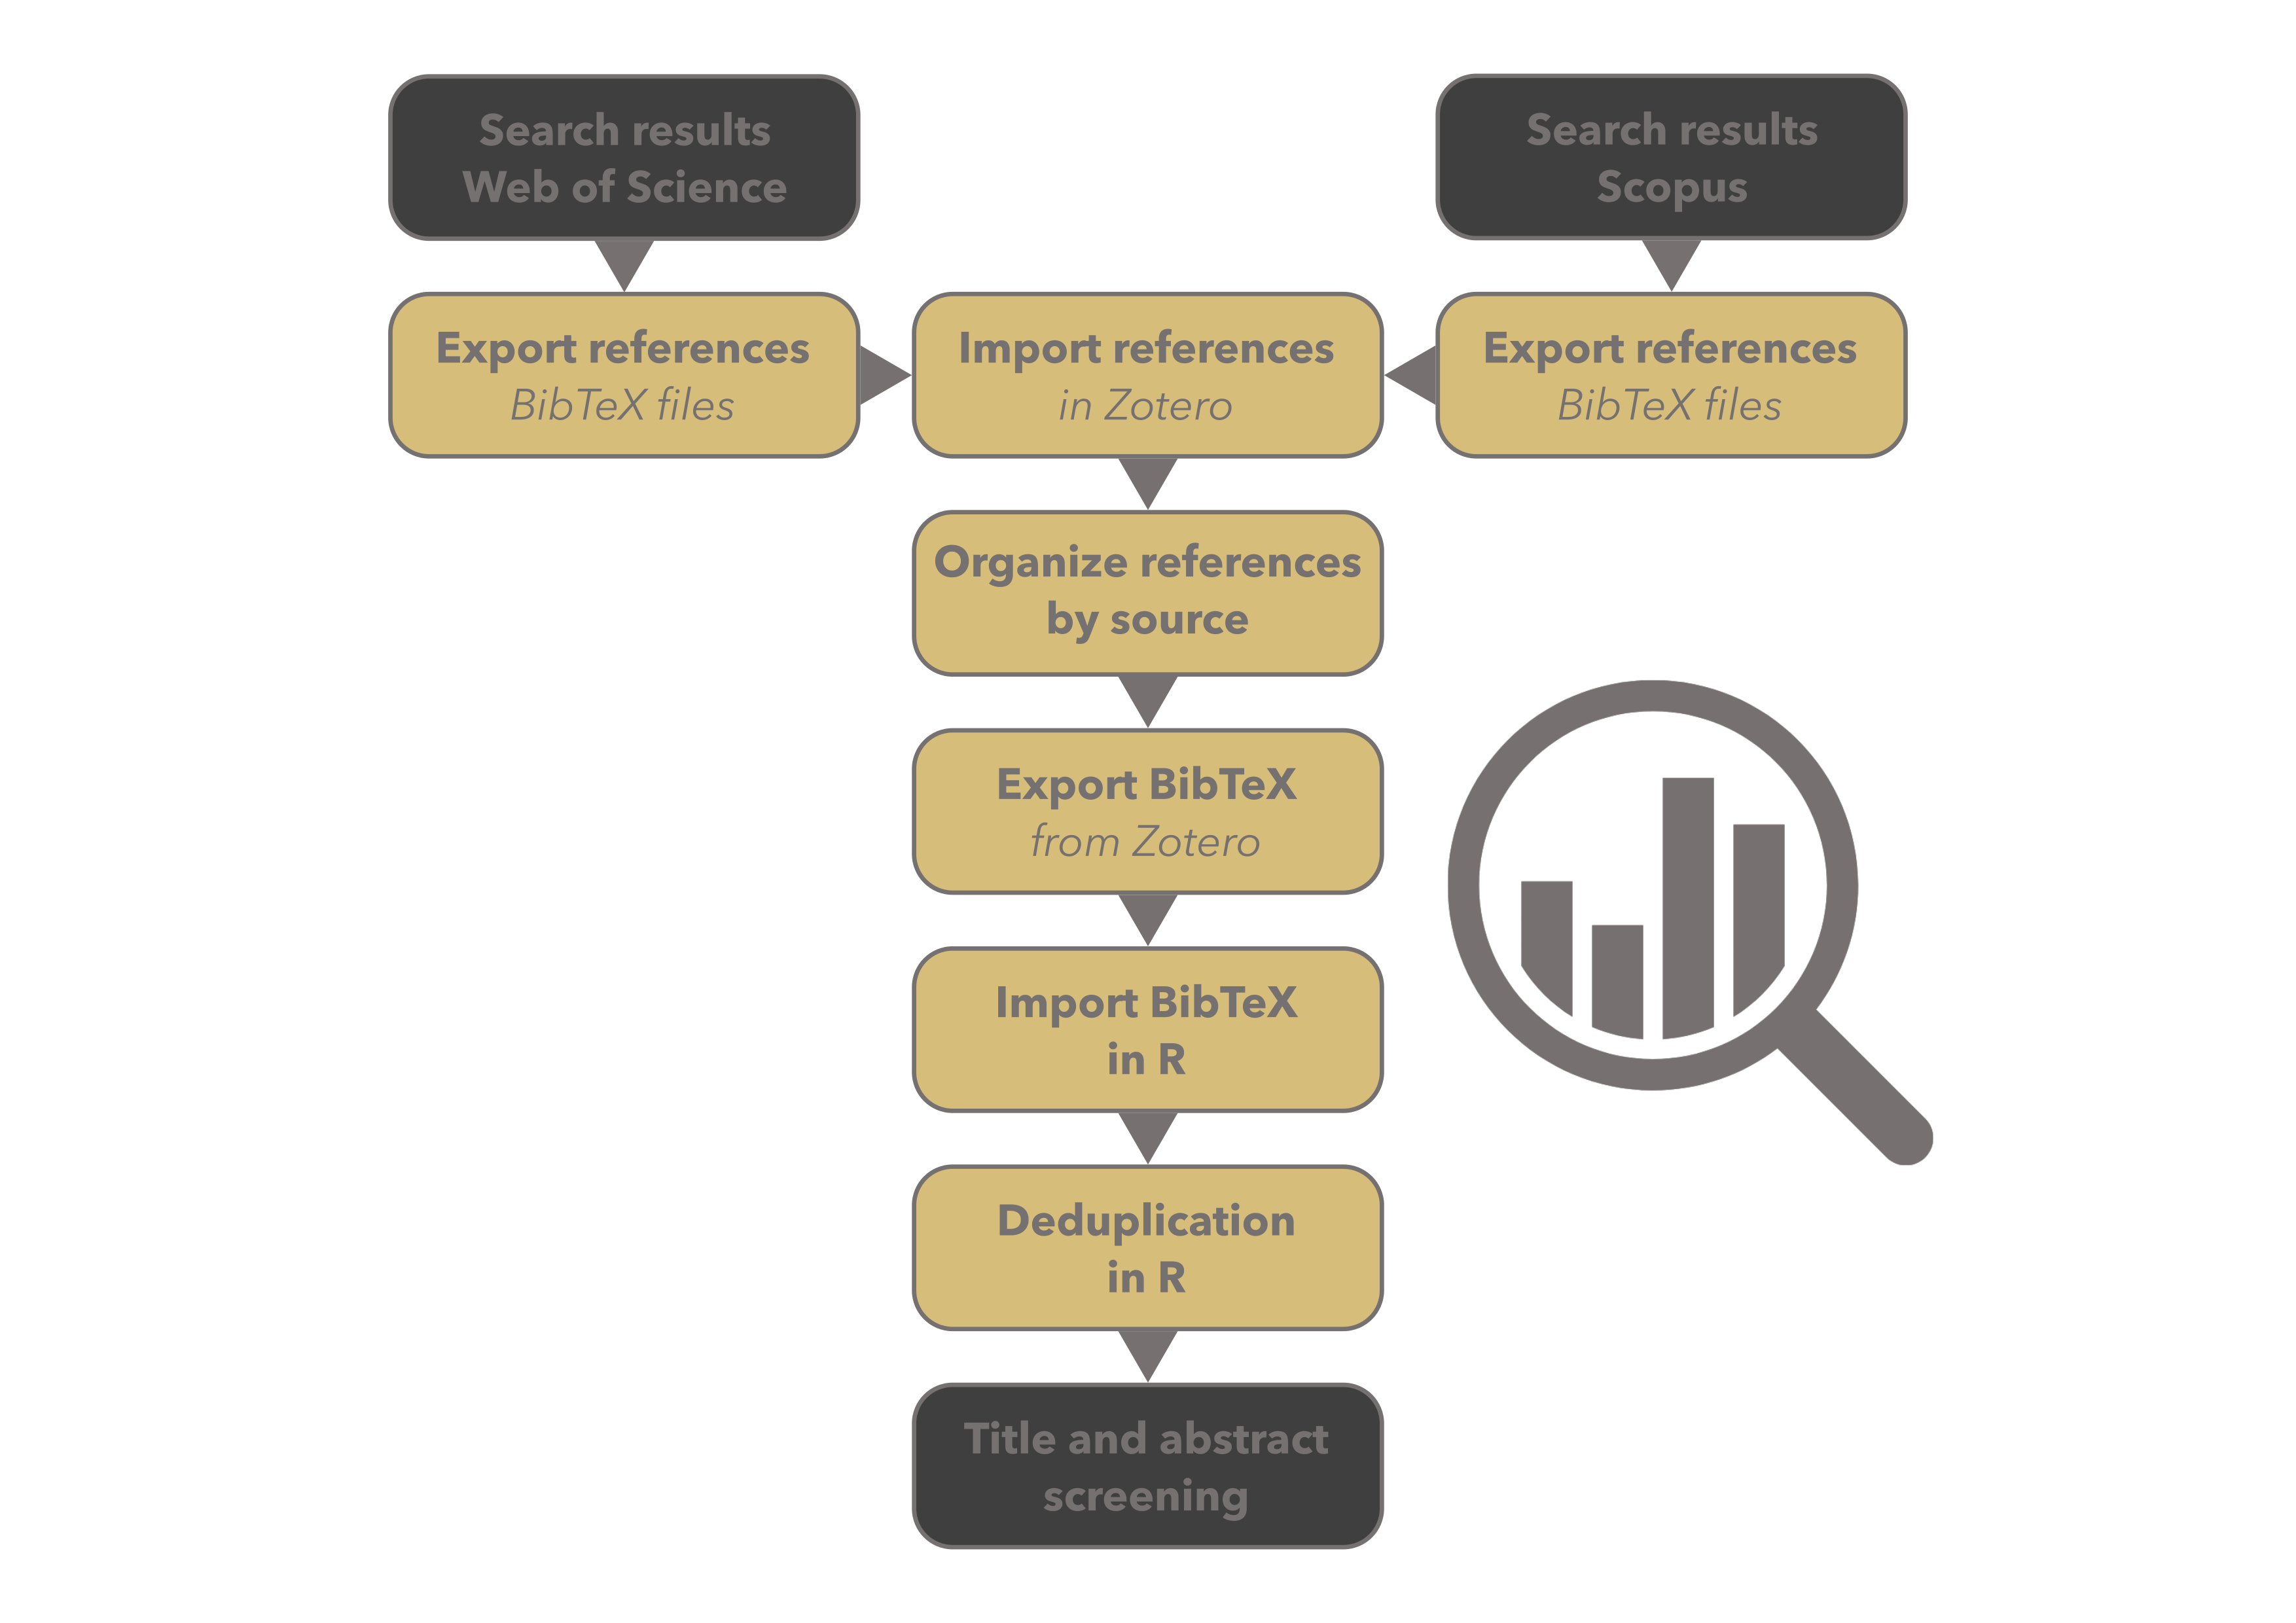 Search results
Web of Science
Search results
Scopus
Export references
BibTeX files
Import references
in Zotero
Export references
BibTeX files
Organize references
by source
Export BibTeX
from Zotero
Import BibTeX
in R
Deduplication
in R
Title and abstract
screening